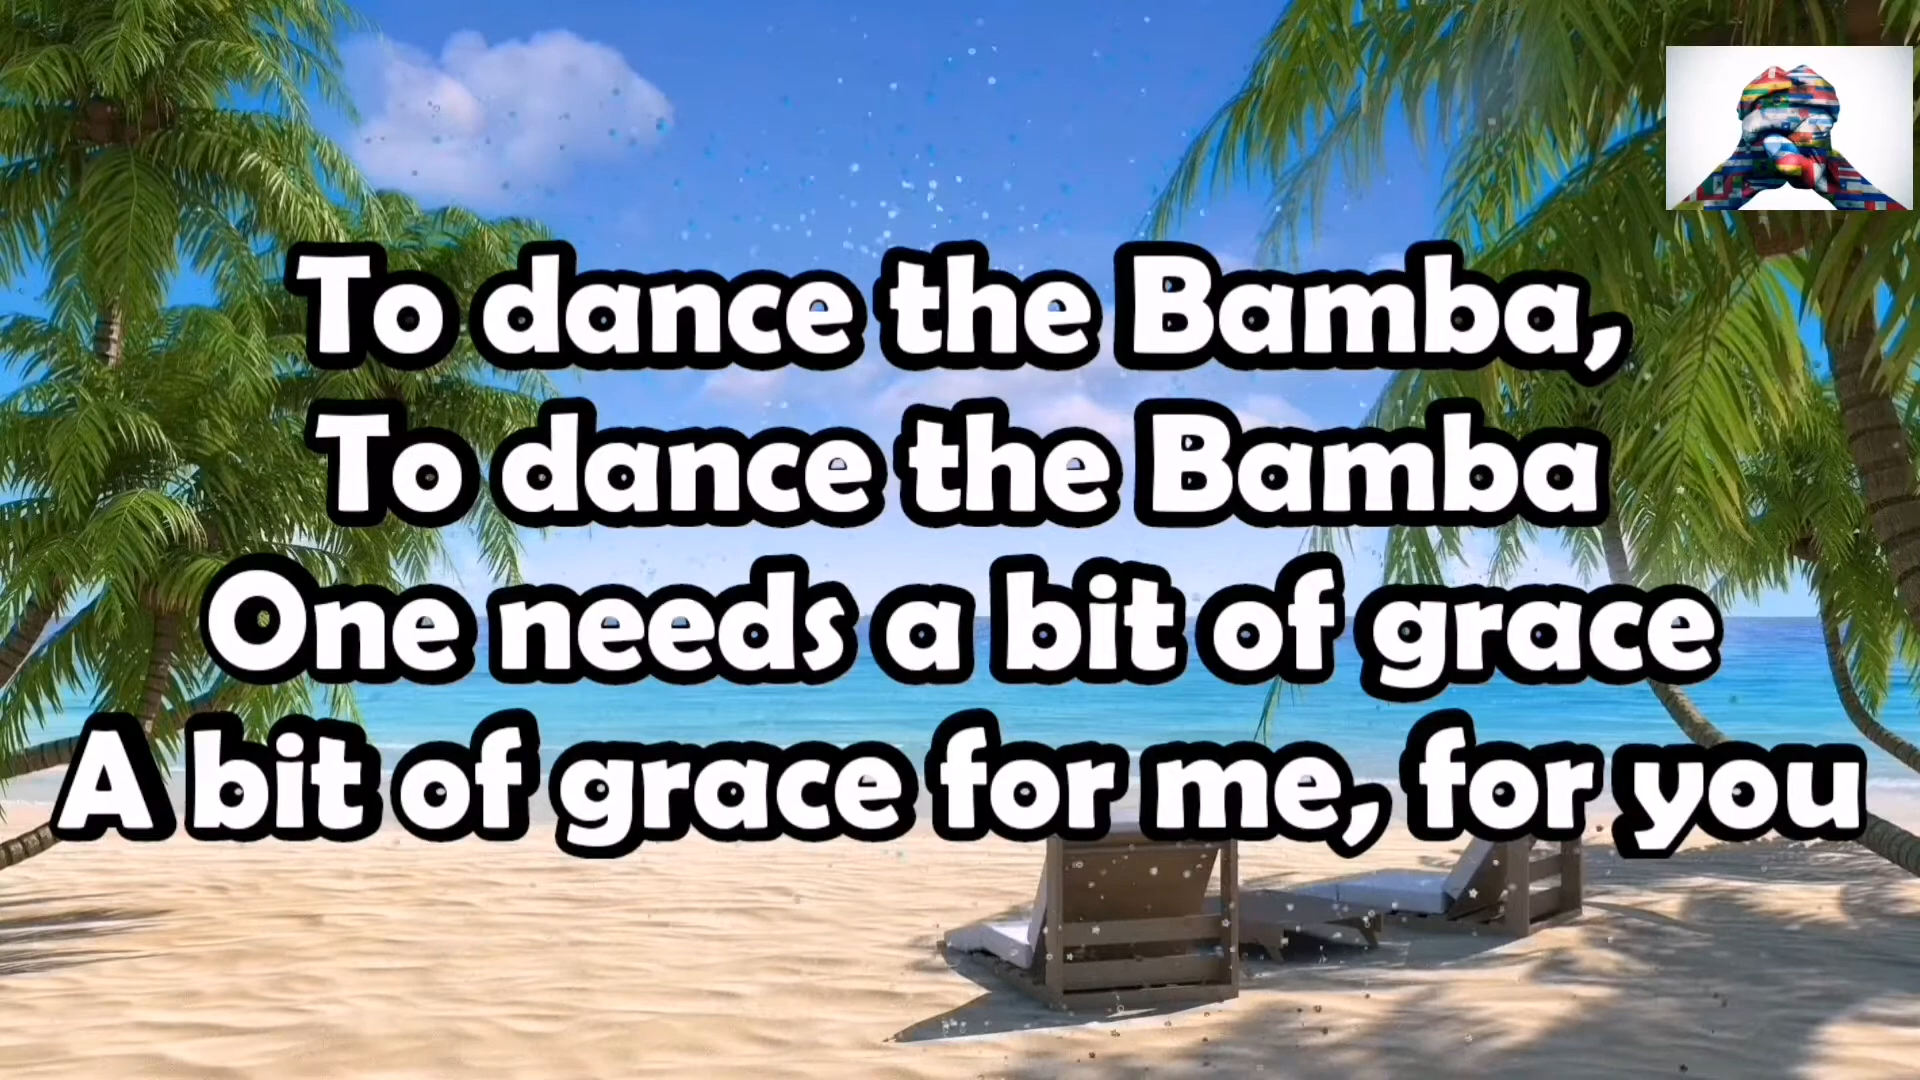 To dance the Bamba,
To dance the Bamba
One needs a bit of grace
A bit of grace for me, for you